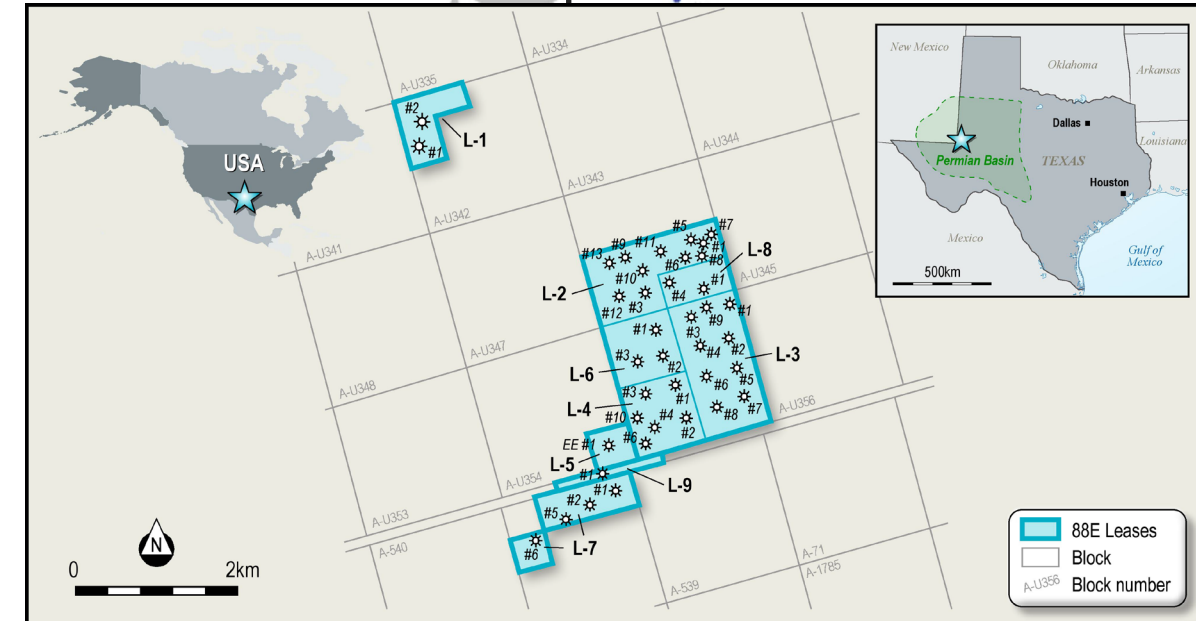 A-U334
A-U335
#2
#1
L-1
USA
New Mexico
Oklahoma
Arkansas
Dallas
Louisiana
Permian Basin
TEXAS
Houston
Mexico
Gulf of
Mexico
500km
A-U344
A-U343
A-U342
A-U341
#5
#7
#13
#9
#11
#1
#6
#8
L-8
#10
#4
#1
A-U345
L-2
#12
#3
#9
#1
#1
#3
#2
#4
L-3
A-U347
#3
#2
L-6
#5
#6
A-U348
#3
#1
L-4
#8
#7
A-U356
#10
#4
#2
EE #1
#6
L-5
#1
A-U354
L-9
#1
#2
#5
A-U353
L-7
#6
A-540
A-71
A-1785
A-539
N
0
2km
88E Leases
Block
A-U356
Block number